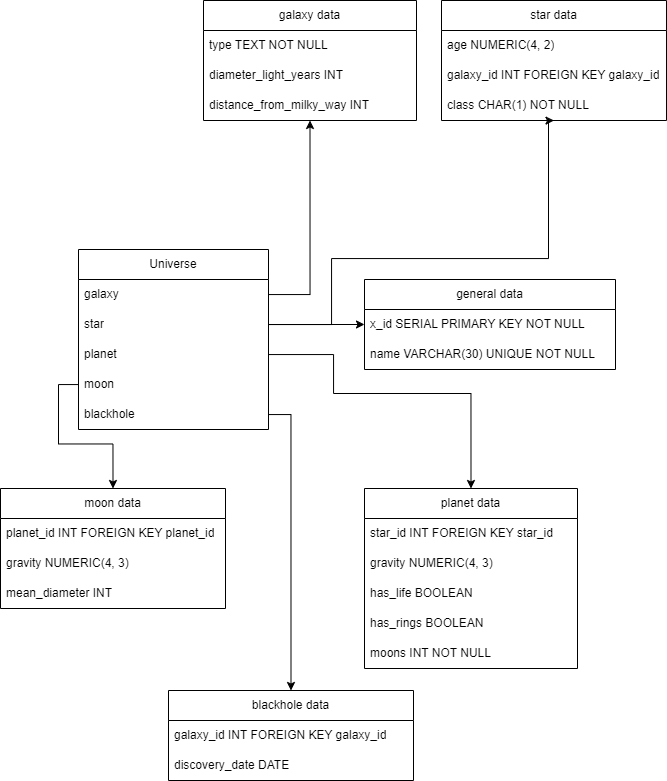 galaxy data
type TEXT NOT NULL
diameter_light_years INT
distance_from_milky_way INT
star data
age NUMERIC(4, 2)
galaxy_id INT FOREIGN KEY galaxy_id
class CHAR(1) NOT NULL
Universe
galaxy
star
planet
moon
blackhole
general data
x_id SERIAL PRIMARY KEY NOT NULL
name VARCHAR(30) UNIQUE NOT NULL
moon data
planet_id INT FOREIGN KEY planet_id
gravity NUMERIC(4, 3)
mean_diameter INT
planet data
star_id INT FOREIGN KEY star_id
gravity NUMERIC(4, 3)
has_life BOOLEAN
has_rings BOOLEAN
moons INT NOT NULL
blackhole data
galaxy_id INT FOREIGN KEY galaxy_id
discovery_date DATE